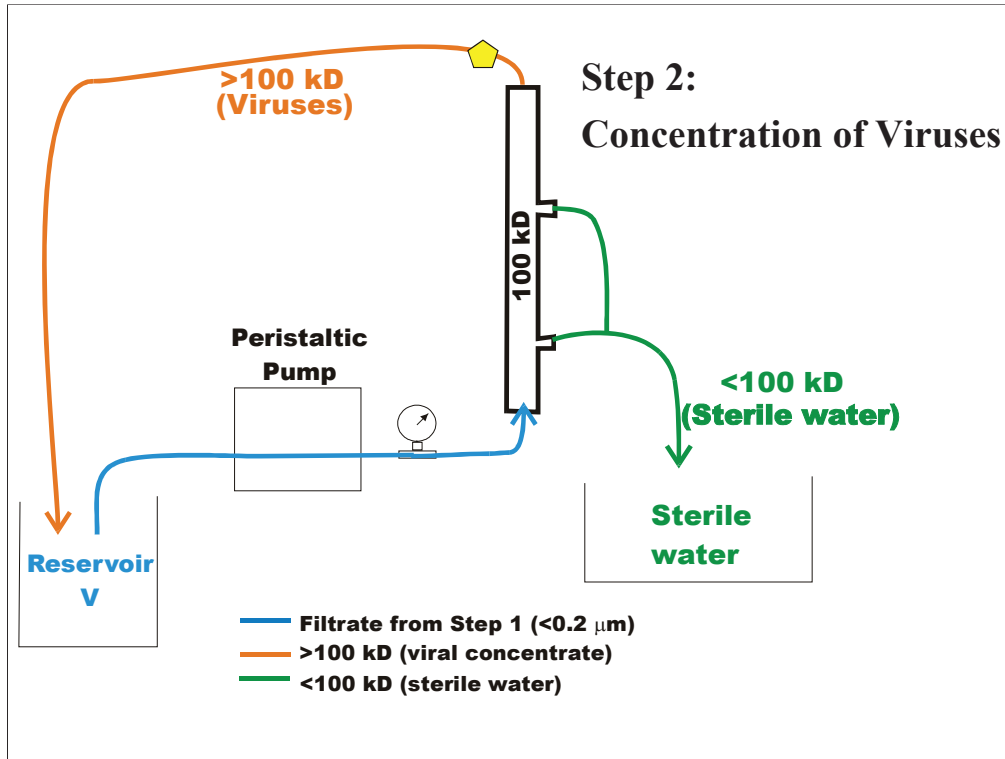 Step 2:
Concentration of Viruses
>100 kD
(Viruses)
100 kD
Peristaltic
Pump
<100 kD
(Sterile water)
Sterile
water
Reservoir
V
Filtrate from Step 1 (<0.2 μm)
>100 kD (viral concentrate)
<100 kD (sterile water)